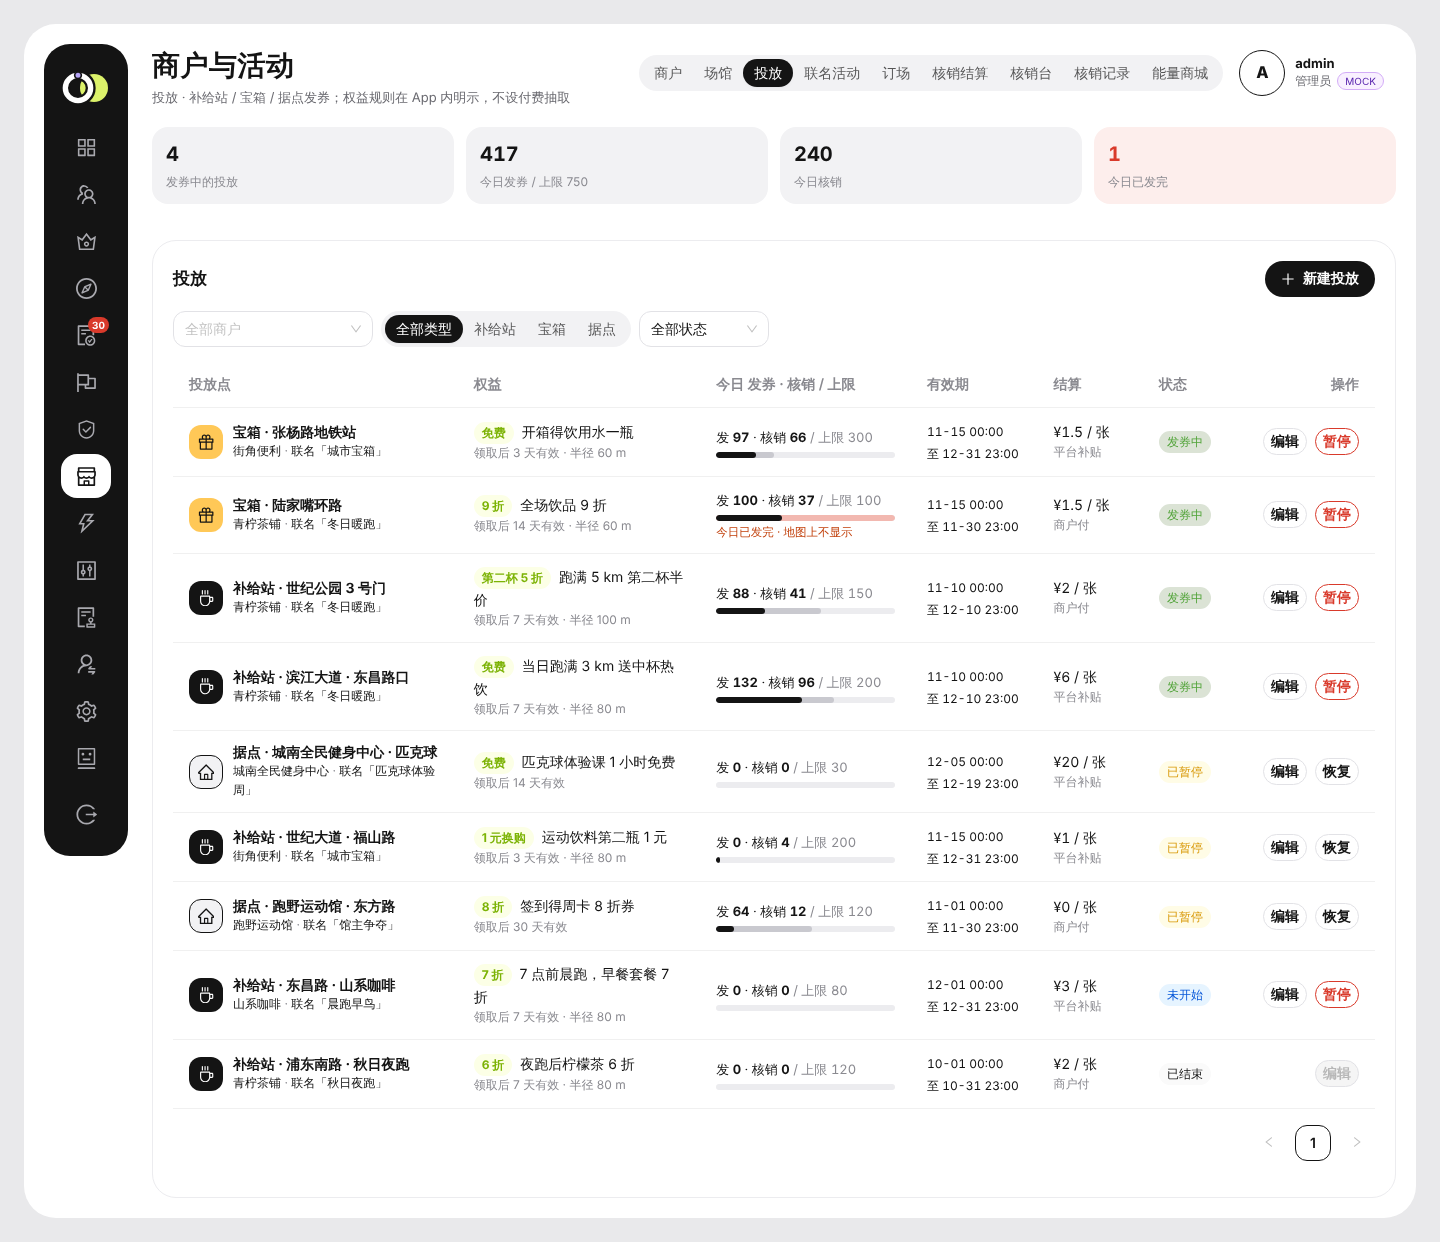 商户与活动
投放 · 补给站 / 宝箱 / 据点发券；权益规则在 App 内明示，不设付费抽取
商户 场馆 投放 联名活动 订场 核销结算 核销台 核销记录 能量商城
A
admin
管理员 MOCK
30
4
发券中的投放
417
今日发券 / 上限 750
240
今日核销
1
今日已发完
投放
新建投放
全部商户
全部类型 补给站 宝箱 据点
全部状态
投放点 权益 今日 发券 · 核销 / 上限 有效期 结算 状态 操作
宝箱 · 张杨路地铁站
街角便利 · 联名「城市宝箱」
免费 开箱得饮用水一瓶
领取后 3 天有效 · 半径 60 m
发 97 · 核销 66 / 上限 300
11-15 00:00
至 12-31 23:00
¥1.5 / 张
平台补贴
发券中
编辑 暂停
宝箱 · 陆家嘴环路
青柠茶铺 · 联名「冬日暖跑」
9 折 全场饮品 9 折
领取后 14 天有效 · 半径 60 m
发 100 · 核销 37 / 上限 100
今日已发完 · 地图上不显示
11-15 00:00
至 11-30 23:00
¥1.5 / 张
商户付
发券中
编辑 暂停
补给站 · 世纪公园 3 号门
青柠茶铺 · 联名「冬日暖跑」
第二杯 5 折 跑满 5 km 第二杯半
价
领取后 7 天有效 · 半径 100 m
发 88 · 核销 41 / 上限 150
11-10 00:00
至 12-10 23:00
¥2 / 张
商户付
发券中
编辑 暂停
补给站 · 滨江大道 · 东昌路口
青柠茶铺 · 联名「冬日暖跑」
免费 当日跑满 3 km 送中杯热
饮
领取后 7 天有效 · 半径 80 m
发 132 · 核销 96 / 上限 200
11-10 00:00
至 12-10 23:00
¥6 / 张
平台补贴
发券中
编辑 暂停
据点 · 城南全民健身中心 · 匹克球
城南全民健身中心 · 联名「匹克球体验
周」
免费 匹克球体验课 1 小时免费
领取后 14 天有效
发 0 · 核销 0 / 上限 30
12-05 00:00
至 12-19 23:00
¥20 / 张
平台补贴
已暂停
编辑 恢复
补给站 · 世纪大道 · 福山路
街角便利 · 联名「城市宝箱」
1 元换购 运动饮料第二瓶 1 元
领取后 3 天有效 · 半径 80 m
发 0 · 核销 4 / 上限 200
11-15 00:00
至 12-31 23:00
¥1 / 张
平台补贴
已暂停
编辑 恢复
据点 · 跑野运动馆 · 东方路
跑野运动馆 · 联名「馆主争夺」
8 折 签到得周卡 8 折券
领取后 30 天有效
发 64 · 核销 12 / 上限 120
11-01 00:00
至 11-30 23:00
¥0 / 张
商户付
已暂停
编辑 恢复
补给站 · 东昌路 · 山系咖啡
山系咖啡 · 联名「晨跑早鸟」
7 折 7 点前晨跑，早餐套餐 7
折
领取后 7 天有效 · 半径 80 m
发 0 · 核销 0 / 上限 80
12-01 00:00
至 12-31 23:00
¥3 / 张
平台补贴
未开始
编辑 暂停
补给站 · 浦东南路 · 秋日夜跑
青柠茶铺 · 联名「秋日夜跑」
6 折 夜跑后柠檬茶 6 折
领取后 7 天有效 · 半径 80 m
发 0 · 核销 0 / 上限 120
10-01 00:00
至 10-31 23:00
¥2 / 张
商户付
已结束
编辑
1